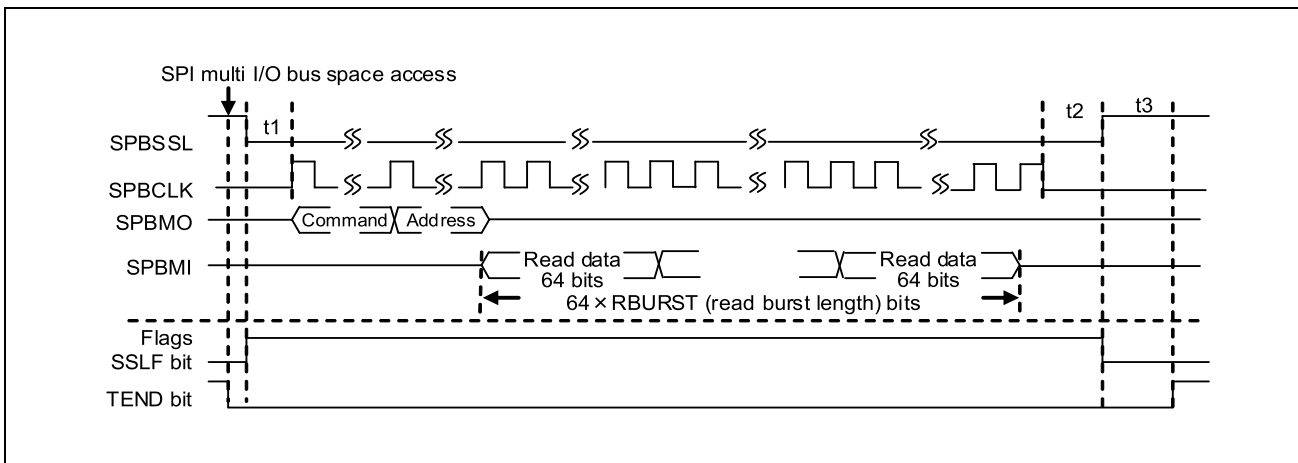 SPI multi I/O bus space access
t1
t2
t3
SPBSSL
SPBCLK
SPBMO
Command
Address
SPBMI
Read data
64 bits
Read data
64 bits
64 × RBURST (read burst length) bits
Flags
SSLF bit
TEND bit